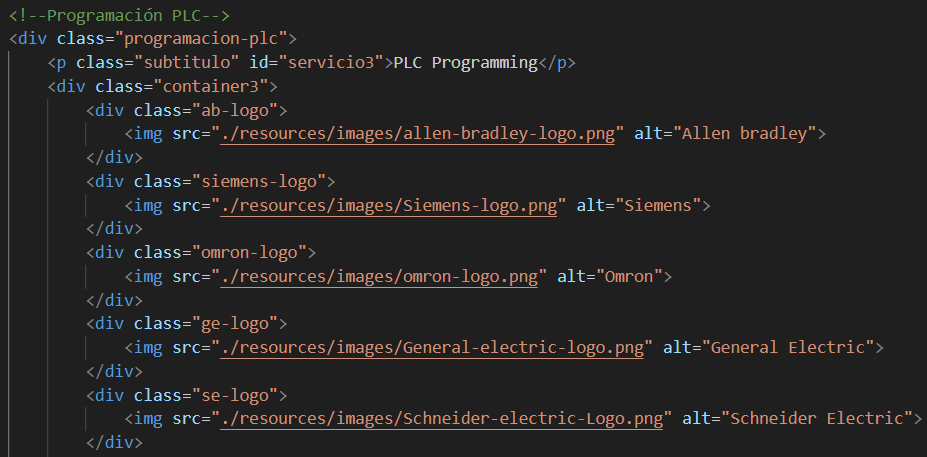 <!--Programación PLC-->
<div class="programacion-plc">
<p class="subtitulo" id="servicio3">PLC Programming</p>
<div class="container3">
<div class="ab-logo">
<img src="./resources/images/allen-bradley-logo.png" alt="Allen bradley">
</div>
<div class="siemens-logo">
<img src="./resources/images/Siemens-logo.png" alt="Siemens">
</div>
<div class="omron-logo">
<img src="./resources/images/omron-logo.png" alt="Omron">
</div>
<div class="ge-logo">
<img src="./resources/images/General-electric-logo.png" alt="General Electric">
</div>
<div class="se-logo">
<img src="./resources/images/Schneider-electric-Logo.png" alt="Schneider Electric">
</div>